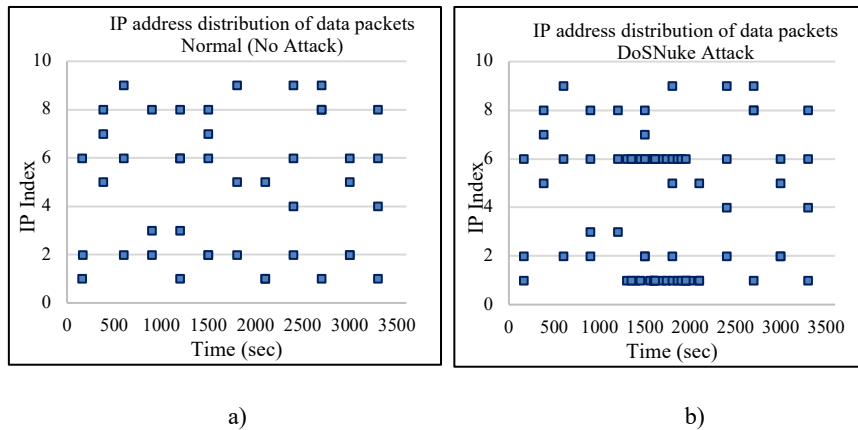 IP address distribution of data packets
Normal (No Attack)
10
8
6
4
2
0
IP Index
0 500 1000 1500 2000 2500 3000 3500
Time (sec)
a)
IP address distribution of data packets
DoSNuke Attack
10
8
6
4
2
0
IP Index
0 500 1000 1500 2000 2500 3000 3500
Time (sec)
b)